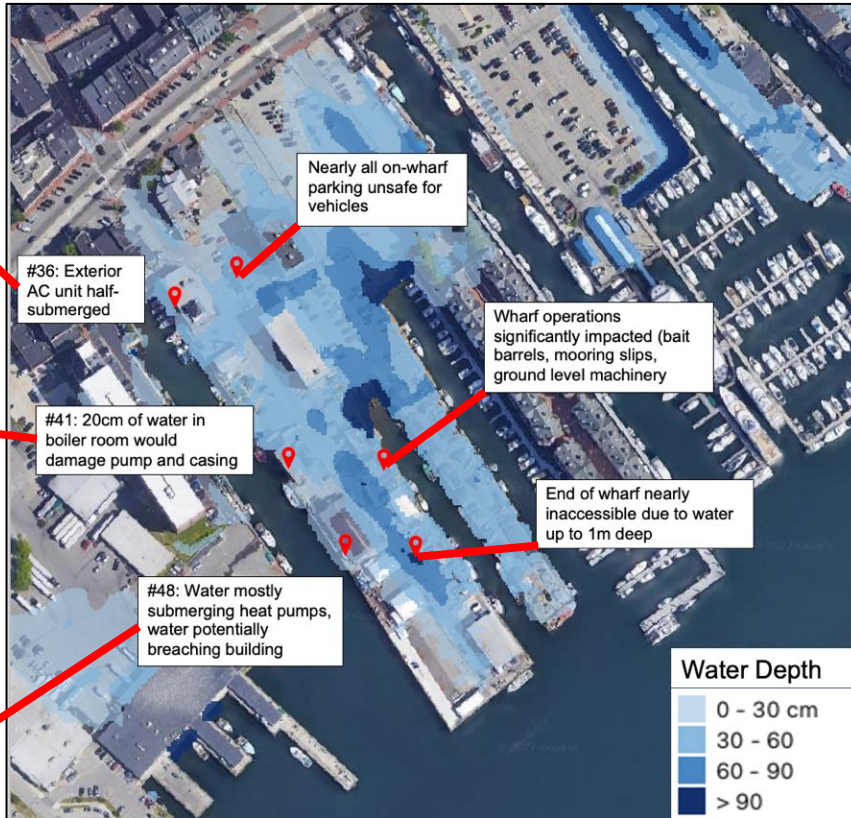 Nearly all on-wharf
parking unsafe for
vehicles
#36: Exterior
AC unit half-
submerged
Wharf operations
significantly impacted (bait
barrels, mooring slips,
ground level machinery
#41: 20cm of water in
boiler room would
damage pump and casing
End of wharf nearly
inaccessible due to water
up to 1m deep
#48: Water mostly
submerging heat pumps,
water potentially
breaching building
Water Depth
0 - 30 cm
30 - 60
60 - 90
> 90